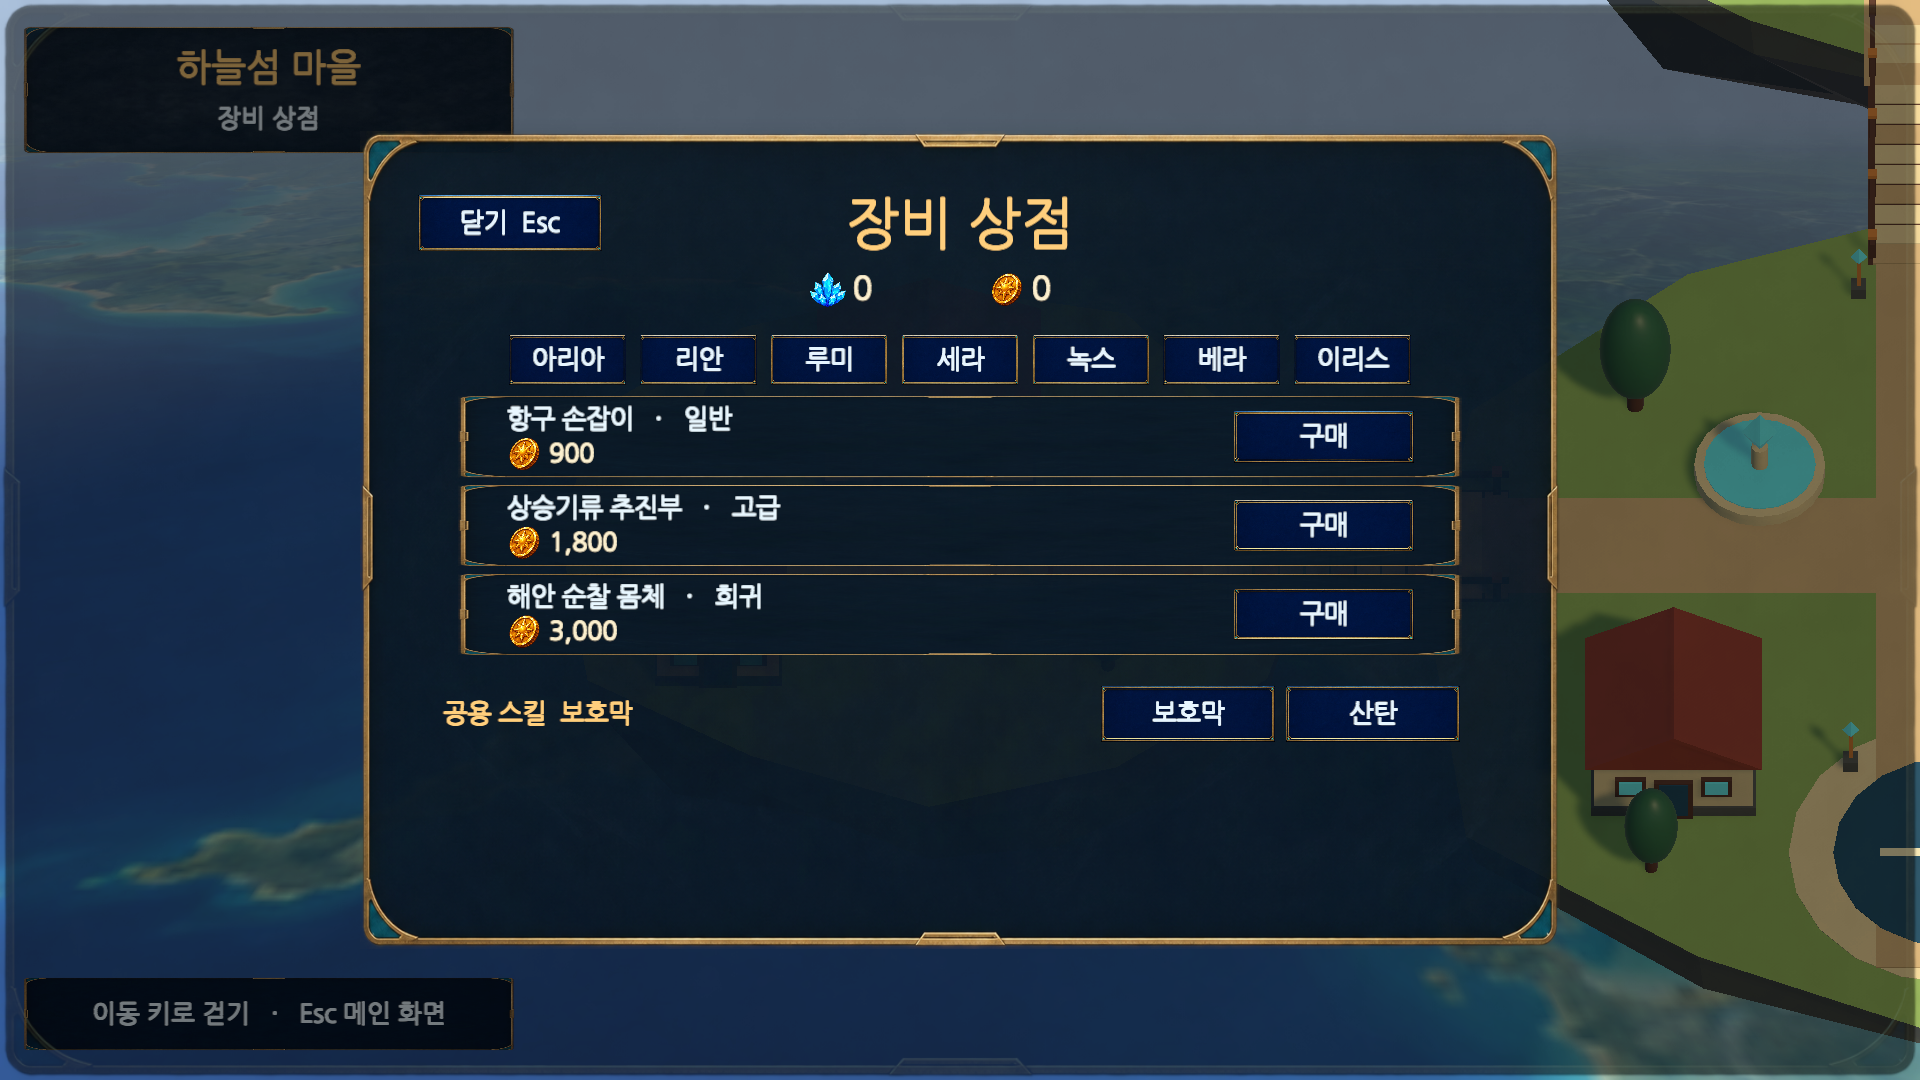 하늘섬 마을
장비 상점
닫기 Esc
장비 상점
0 0
아리아 리안 루미 세라 녹스 베라 이리스
항구 손잡이 · 일반
900
구매
상승기류 추진부 · 고급
1,800
구매
해안 순찰 몸체 · 희귀
3,000
구매
공용 스킬 보호막
보호막 산탄
이동 키로 걷기 · Esc 메인 화면